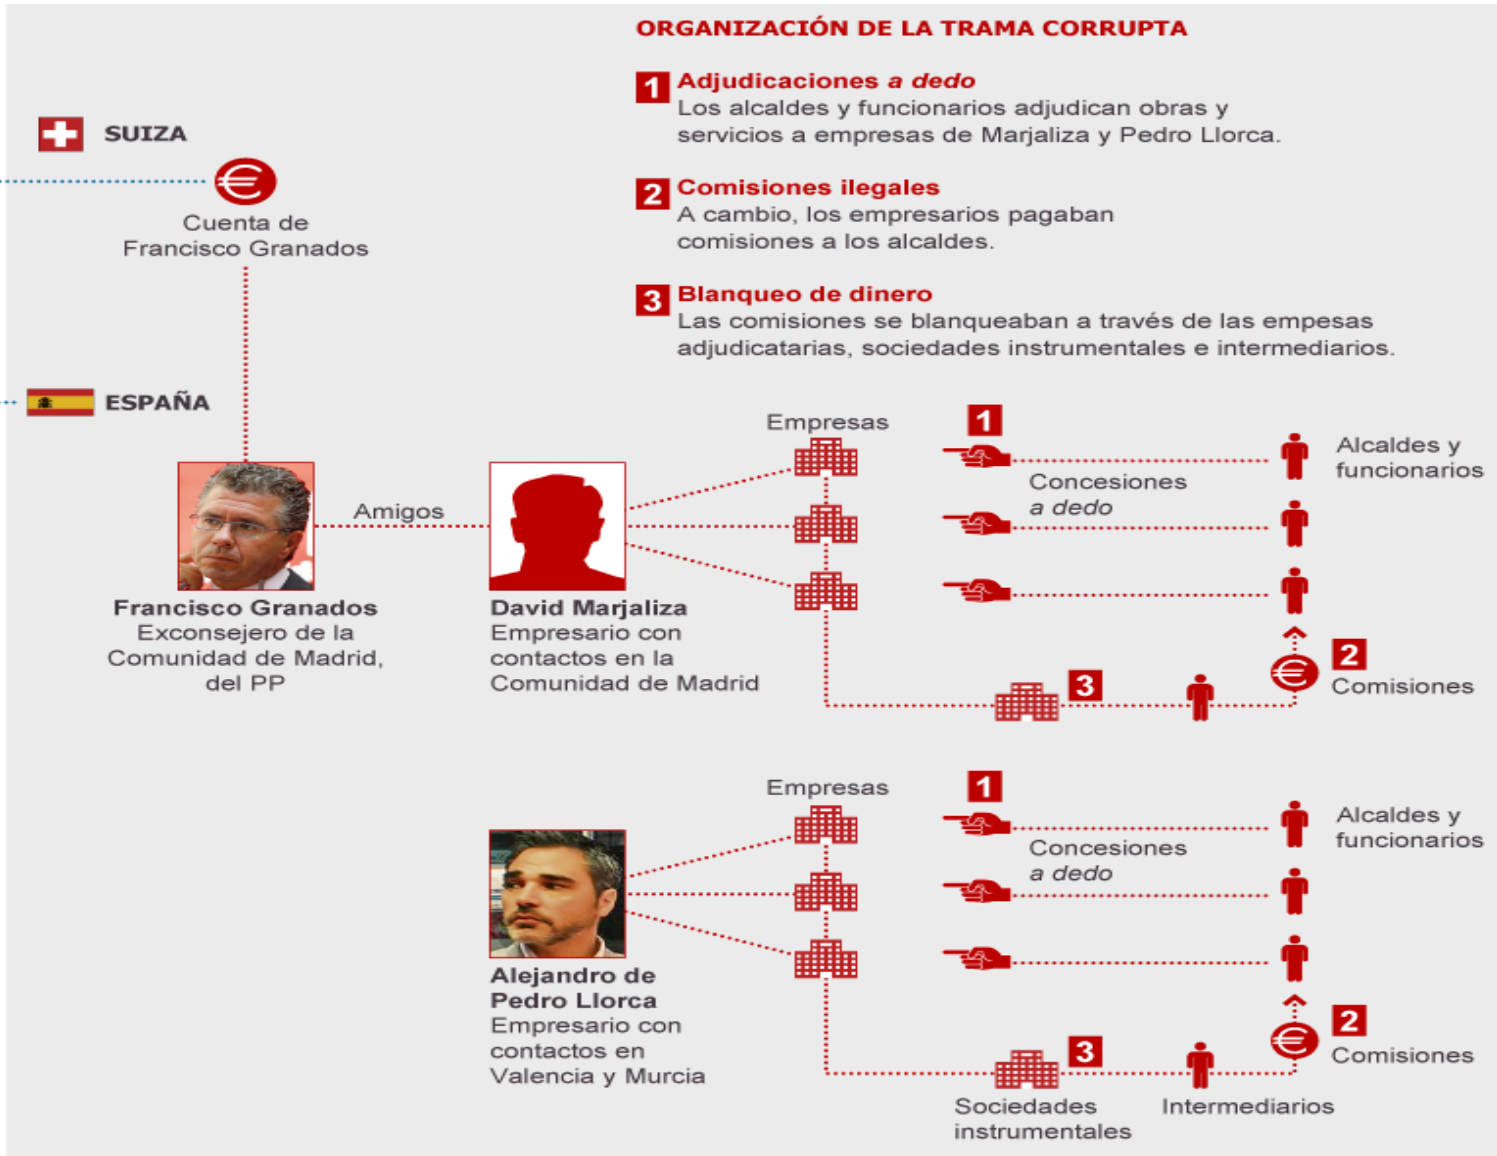 ORGANIZACIÓN DE LA TRAMA CORRUPTA
1 Adjudicaciones a dedo
Los alcaldes y funcionarios adjudican obras y
servicios a empresas de Marjaliza y Pedro Llorca.
2 Comisiones ilegales
A cambio, los empresarios pagaban
comisiones a los alcaldes.
3 Blanqueo de dinero
Las comisiones se blanqueaban a través de las empesas
adjudicatarias, sociedades instrumentales e intermediarios.
SUIZA
€
Cuenta de
Francisco Granados
ESPAÑA
Amigos
Francisco Granados
Exconsejero de la
Comunidad de Madrid,
del PP
David Marjaliza
Empresario con
contactos en la
Comunidad de Madrid
Empresas
1
Concesiones
a dedo
Alcaldes y
funcionarios
3
€
2
Comisiones
Alejandro de
Pedro Llorca
Empresario con
contactos en
Valencia y Murcia
Empresas
1
Concesiones
a dedo
Alcaldes y
funcionarios
3
€
2
Comisiones
Sociedades
instrumentales
Intermediarios